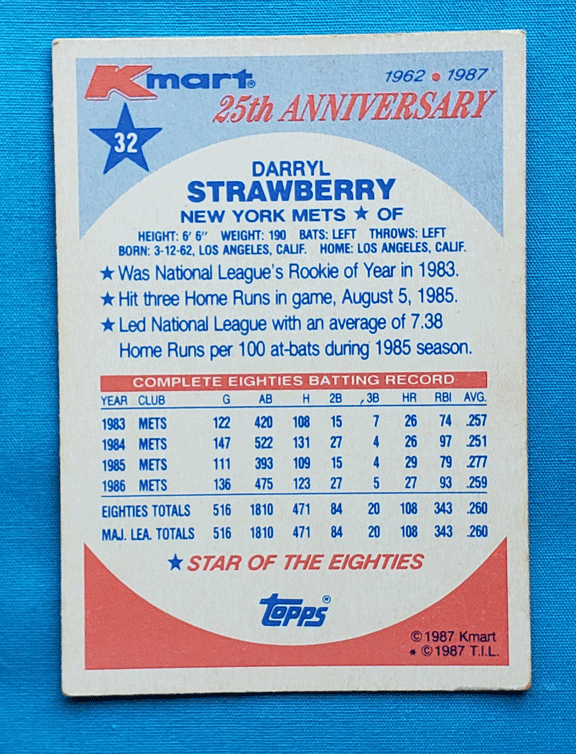 Kmart® 1962 • 1987
25th ANNIVERSARY
32
DARRYL
STRAWBERRY
NEW YORK METS ★ OF
HEIGHT: 6' 6" WEIGHT: 190 BATS: LEFT THROWS: LEFT
BORN: 3-12-62, LOS ANGELES, CALIF. HOME: LOS ANGELES, CALIF.
★ Was National League's Rookie of Year in 1983.
★ Hit three Home Runs in game, August 5, 1985.
★ Led National League with an average of 7.38
Home Runs per 100 at-bats during 1985 season.
COMPLETE EIGHTIES BATTING RECORD
YEAR CLUB G AB H 2B 3B HR RBI AVG.
1983 METS 122 420 108 15 7 26 74 .257
1984 METS 147 522 131 27 4 26 97 .251
1985 METS 111 393 109 15 4 29 79 .277
1986 METS 136 475 123 27 5 27 93 .259
EIGHTIES TOTALS 516 1810 471 84 20 108 343 .260
MAJ. LEA. TOTALS 516 1810 471 84 20 108 343 .260
★ STAR OF THE EIGHTIES
TOPPS®
© 1987 Kmart
* © 1987 T.I.L.